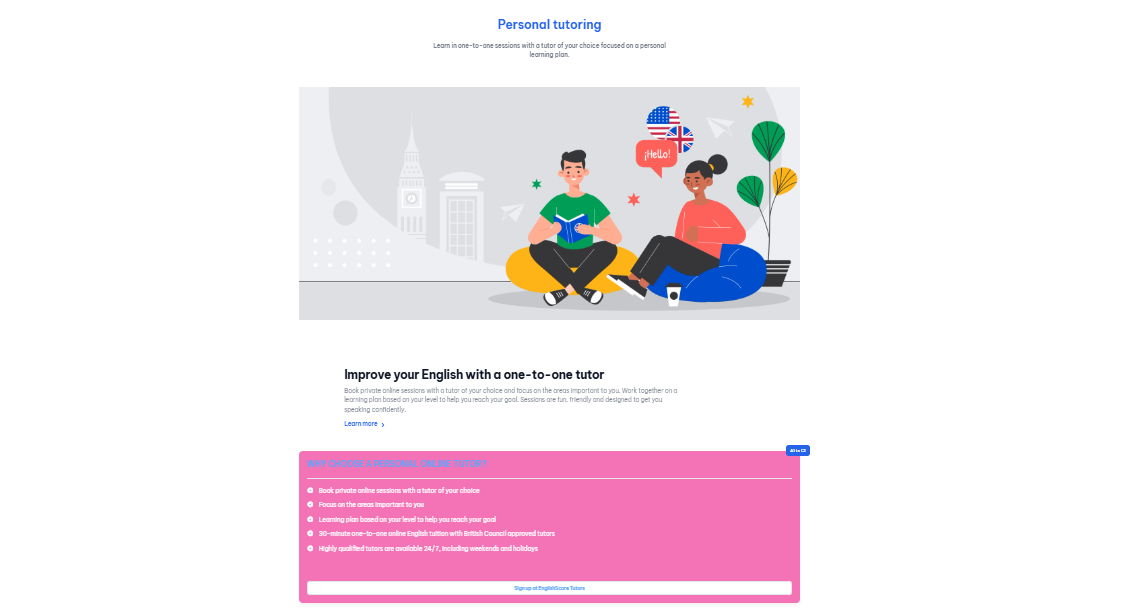 Personal tutoring
Learn in one-to-one sessions with a tutor of your choice focused on a personal
learning plan.
¡Hello!
Improve your English with a one-to-one tutor
Book private online sessions with a tutor of your choice and focus on the areas important to you. Work together on a
learning plan based on your level to help you reach your goal. Sessions are fun, friendly and designed to get you
speaking confidently.
Learn more
A1 to C1
WHY CHOOSE A PERSONAL ONLINE TUTOR?
Book private online sessions with a tutor of your choice
Focus on the areas important to you
Learning plan based on your level to help you reach your goal
30-minute one-to-one online English tuition with British Council approved tutors
Highly qualified tutors are available 24/7, including weekends and holidays
Sign up at EnglishScore Tutors